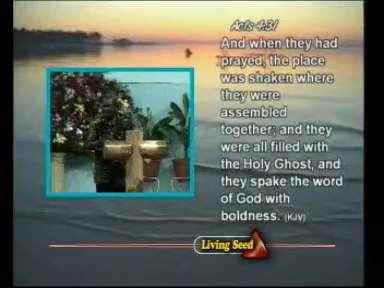 Acts 4:31
And when they had
prayed, the place
was shaken where
they were
assembled
together; and they
were all filled with
the Holy Ghost, and
they spake the word
of God with
boldness. (KJV)
Living Seed